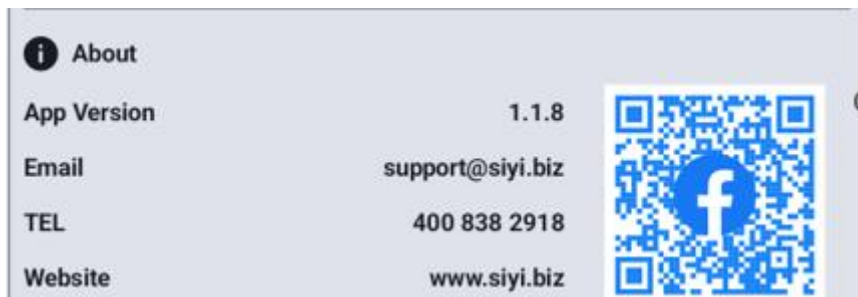 About
App Version 1.1.8
Email support@siyi.biz
TEL 400 838 2918
Website www.siyi.biz